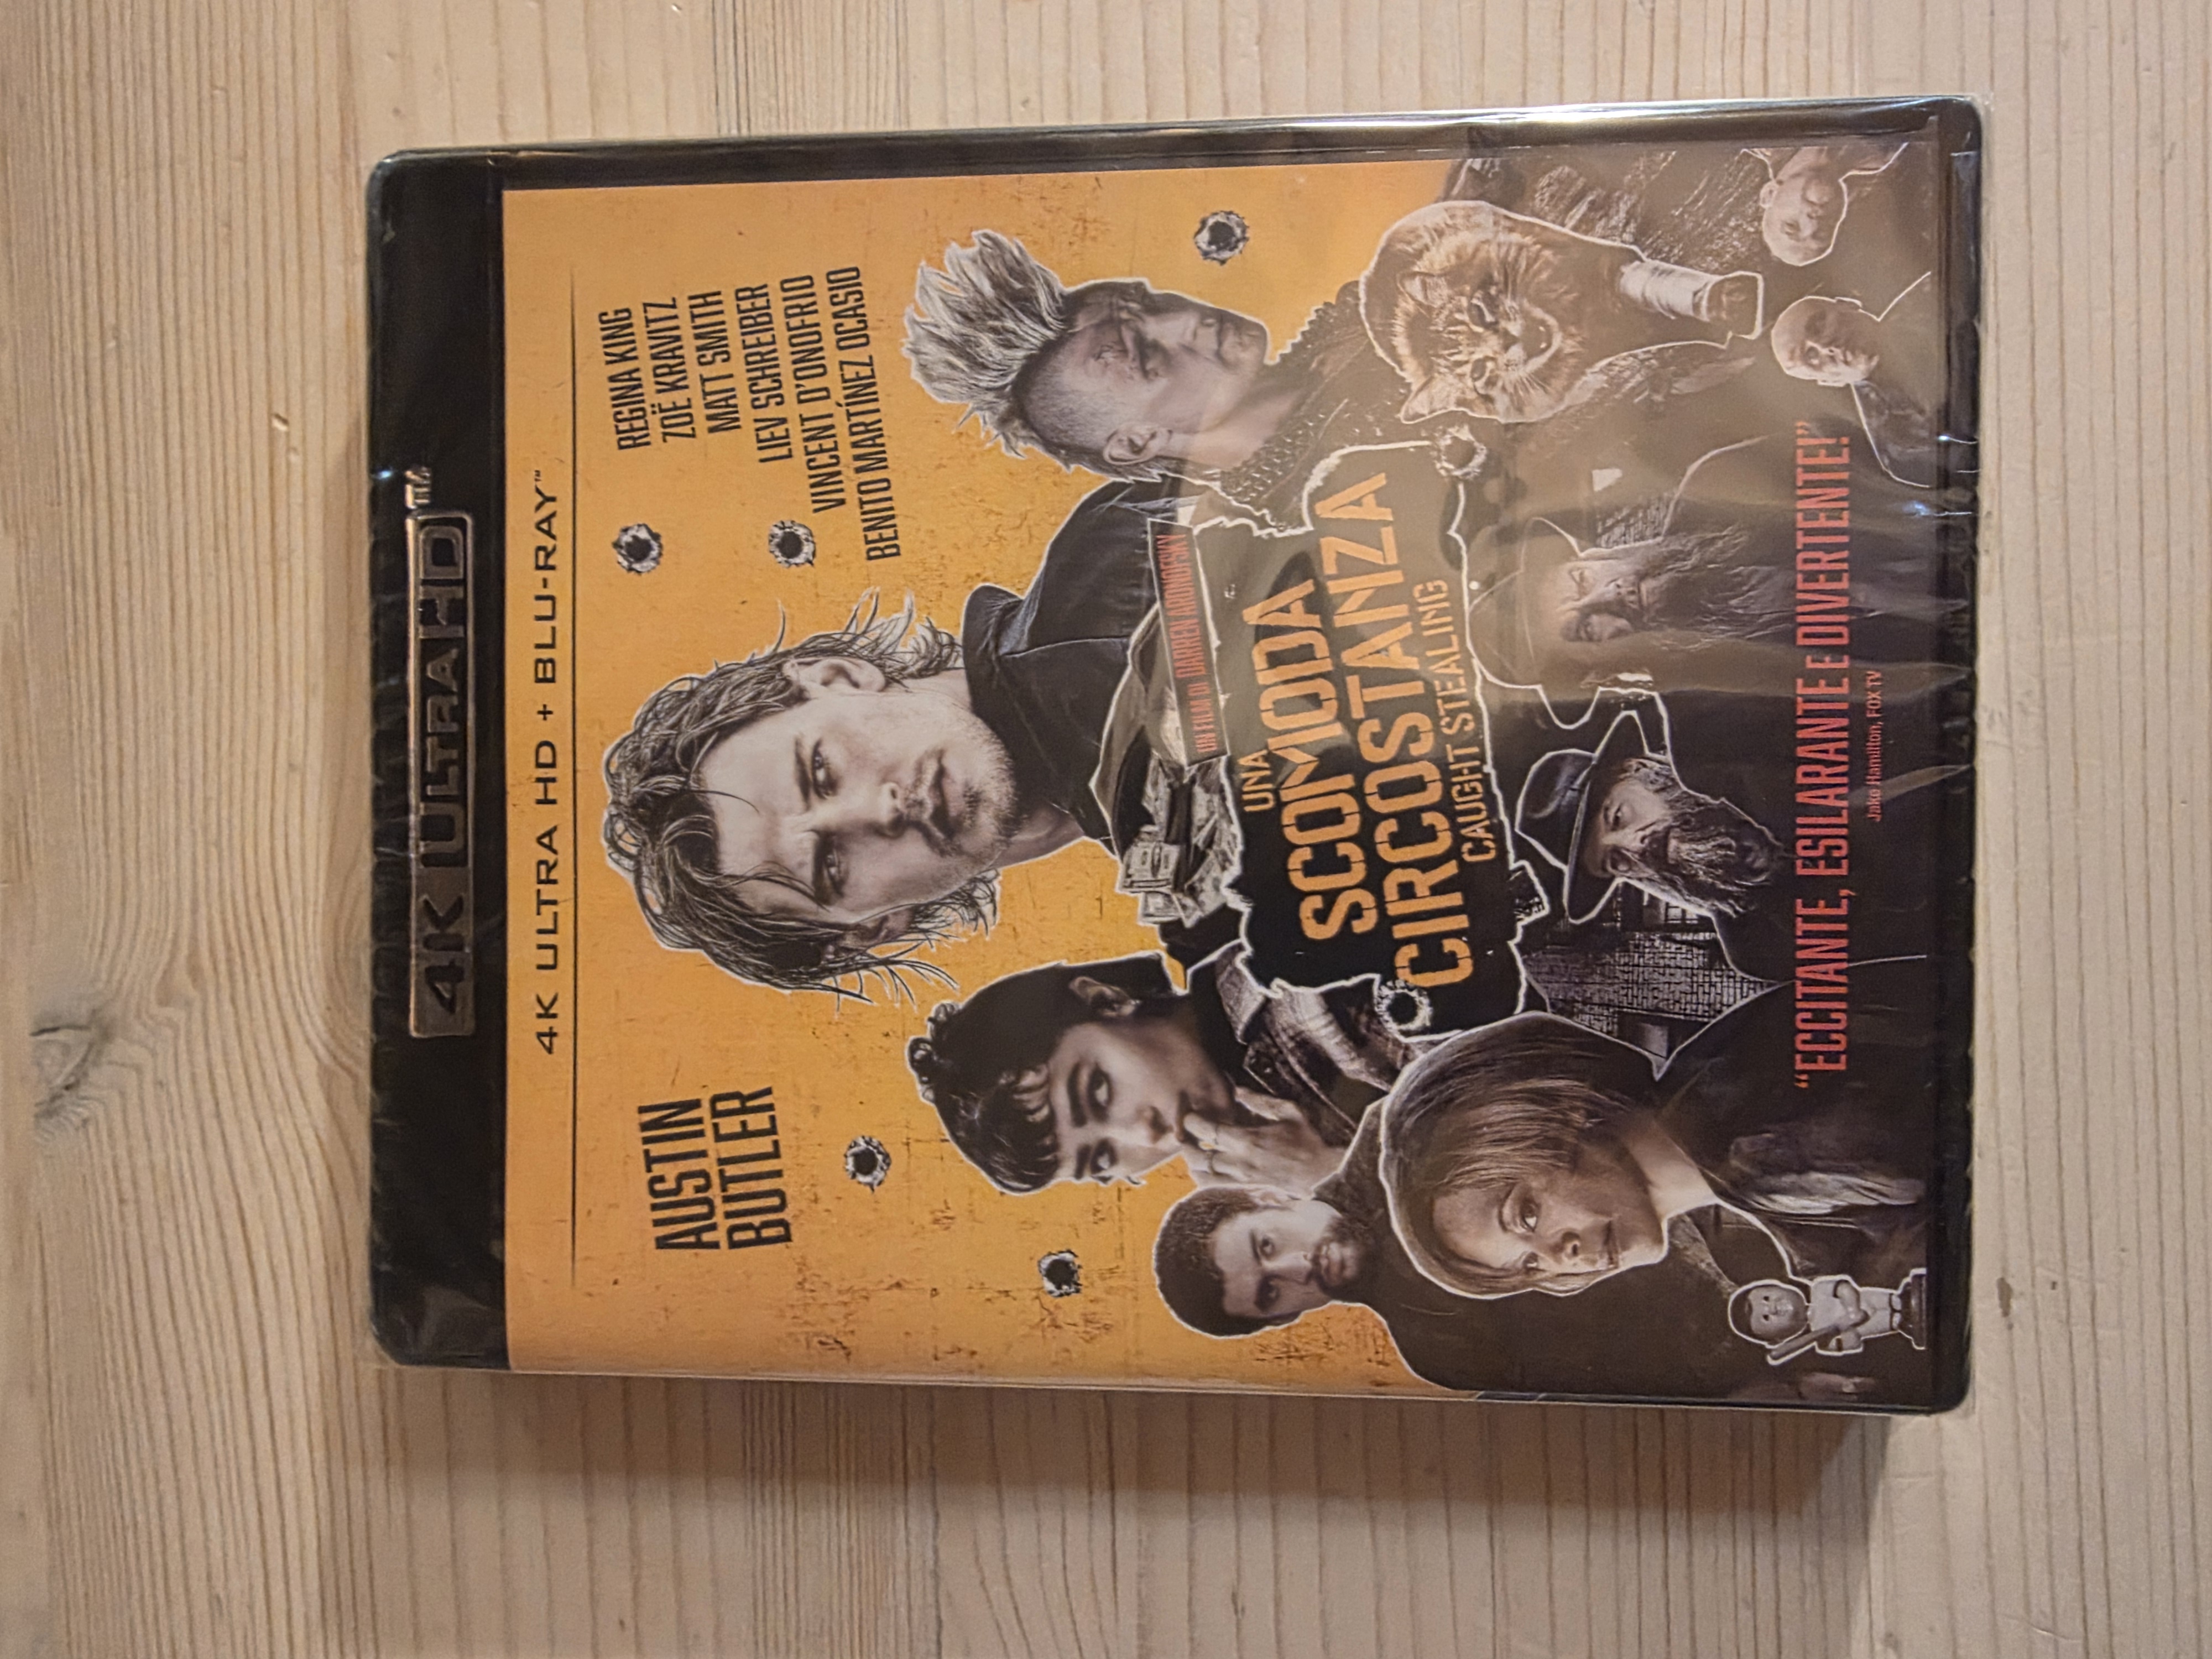 4K ULTRA HD™
4K ULTRA HD + BLU-RAY™
AUSTIN
BUTLER
REGINA KING
ZOË KRAVITZ
MATT SMITH
LIEV SCHREIBER
VINCENT D'ONOFRIO
BENITO MARTÍNEZ OCASIO
UN FILM DI DARREN ARONOFSKY
UNA
SCOMODA
CIRCOSTANZA
CAUGHT STEALING
“ECCITANTE, ESILARANTE E DIVERTENTE!”
Jake Hamilton, FOX TV